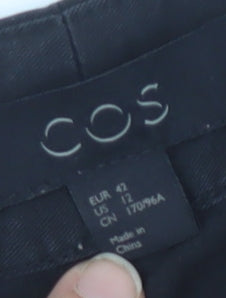 COS
EUR 42
US 12
CN 170/96A
Made in
China